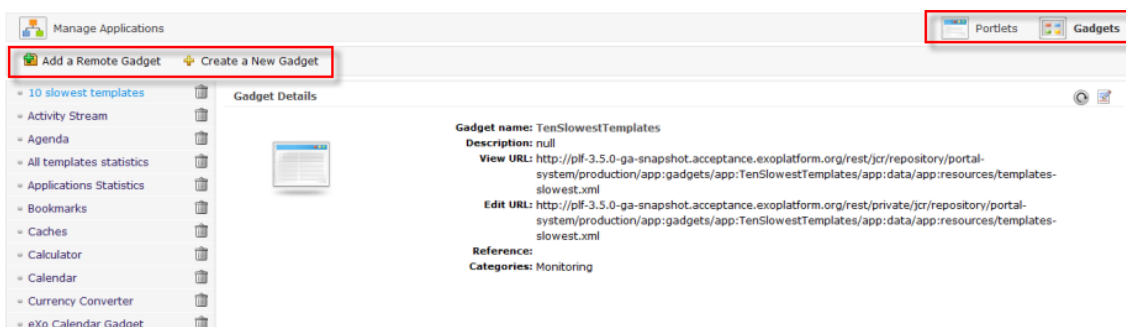 Manage Applications
Portlets
Gadgets
Add a Remote Gadget
Create a New Gadget
10 slowest templates
Activity Stream
Agenda
All templates statistics
Applications Statistics
Bookmarks
Caches
Calculator
Calendar
Currency Converter
eXo Calendar Gadget
Gadget Details
Gadget name: TenSlowestTemplates
Description: null
View URL: http://plf-3.5.0-ga-snapshot.acceptance.exoplatform.org/rest/jcr/repository/portal-
system/production/app:gadgets/app:TenSlowestTemplates/app:data/app:resources/templates-
slowest.xml
Edit URL: http://plf-3.5.0-ga-snapshot.acceptance.exoplatform.org/rest/private/jcr/repository/portal-
system/production/app:gadgets/app:TenSlowestTemplates/app:data/app:resources/templates-
slowest.xml
Reference:
Categories: Monitoring